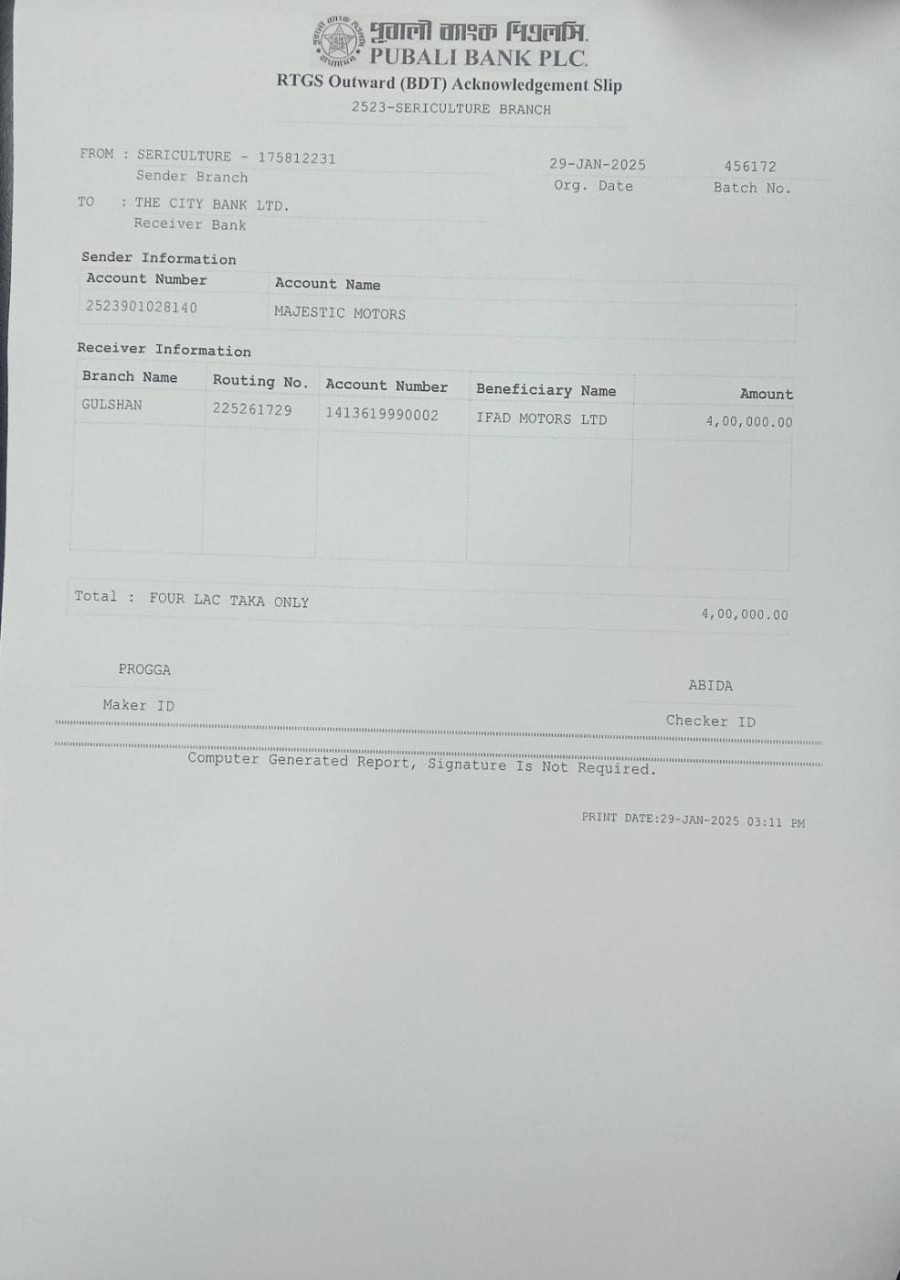 পূবালী ব্যাংক পিএলসি.
PUBALI BANK PLC.
RTGS Outward (BDT) Acknowledgement Slip
2523-SERICULTURE BRANCH
FROM : SERICULTURE - 175812231 29-JAN-2025 456172
Sender Branch Org. Date Batch No.
TO : THE CITY BANK LTD.
Receiver Bank
Sender Information
Account Number Account Name
2523901028140 MAJESTIC MOTORS
Receiver Information
Branch Name Routing No. Account Number Beneficiary Name Amount
GULSHAN 225261729 1413619990002 IFAD MOTORS LTD 4,00,000.00
Total : FOUR LAC TAKA ONLY 4,00,000.00
PROGGA ABIDA
Maker ID Checker ID
Computer Generated Report, Signature Is Not Required.
PRINT DATE:29-JAN-2025 03:11 PM